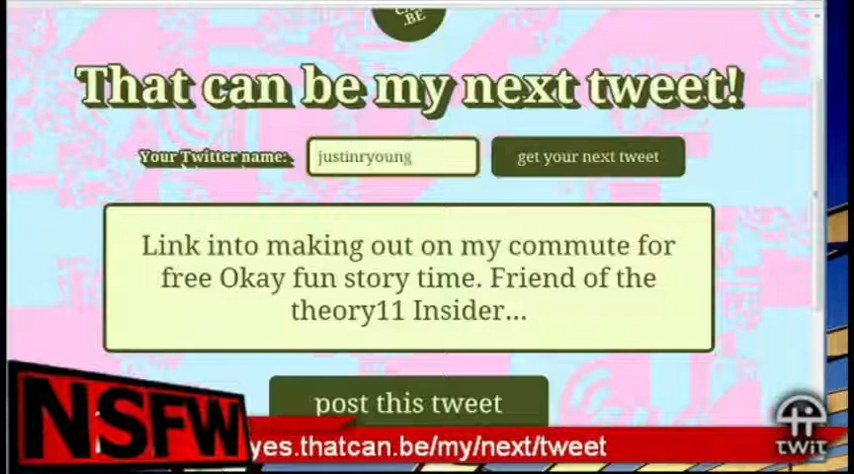 .BE
That can be my next tweet!
Your Twitter name: justinryoung get your next tweet
Link into making out on my commute for
free Okay fun story time. Friend of the
theory11 Insider...
post this tweet
NSFW
yes.thatcan.be/my/next/tweet
TWiT